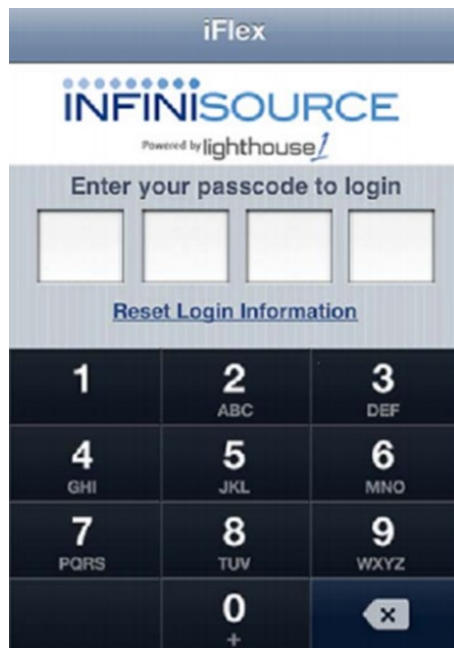 iFlex
INFINISOURCE
Powered by lighthouse1
Enter your passcode to login
Reset Login Information
1 2 3
ABC DEF
4 5 6
GHI JKL MNO
7 8 9
PQRS TUV WXYZ
0
+